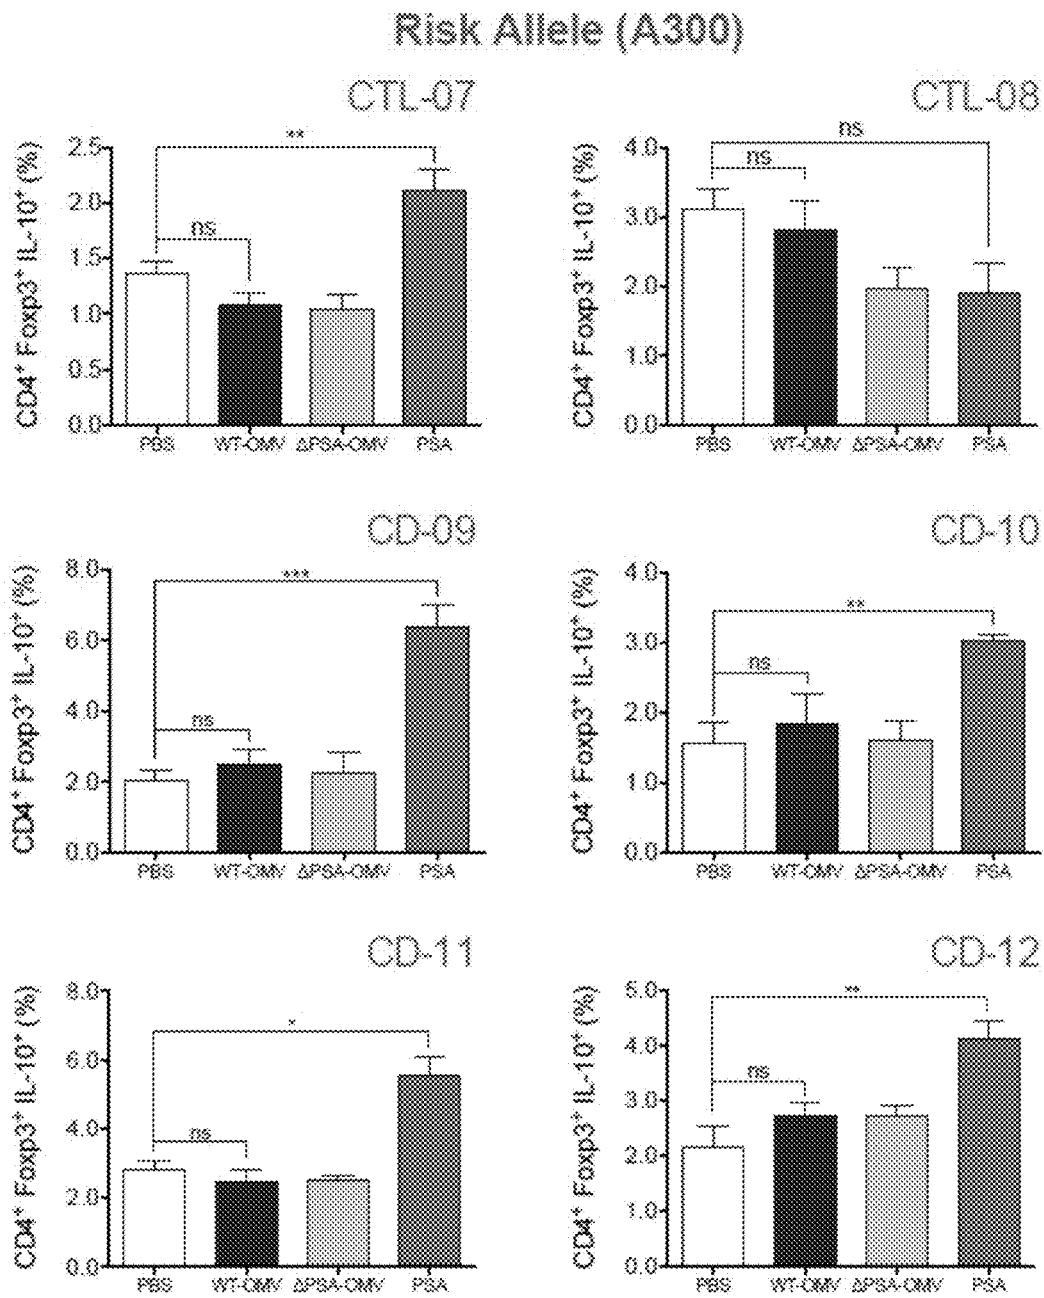 Risk Allele (A300)
CTL-07
CD4⁺ Foxp3⁺ IL-10⁺ (%)
2.5
2.0
1.5
1.0
0.5
0.0
**
ns
PBS WT-OMV ΔPSA-OMV PSA
CTL-08
CD4⁺ Foxp3⁺ IL-10⁺ (%)
4.0
3.0
2.0
1.0
0.0
ns
ns
PBS WT-OMV ΔPSA-OMV PSA
CD-09
CD4⁺ Foxp3⁺ IL-10⁺ (%)
8.0
6.0
4.0
2.0
0.0
***
ns
PBS WT-OMV ΔPSA-OMV PSA
CD-10
CD4⁺ Foxp3⁺ IL-10⁺ (%)
4.0
3.0
2.0
1.0
0.0
**
ns
PBS WT-OMV ΔPSA-OMV PSA
CD-11
CD4⁺ Foxp3⁺ IL-10⁺ (%)
8.0
6.0
4.0
2.0
0.0
*
ns
PBS WT-OMV ΔPSA-OMV PSA
CD-12
CD4⁺ Foxp3⁺ IL-10⁺ (%)
5.0
4.0
3.0
2.0
1.0
0.0
**
ns
PBS WT-OMV ΔPSA-OMV PSA